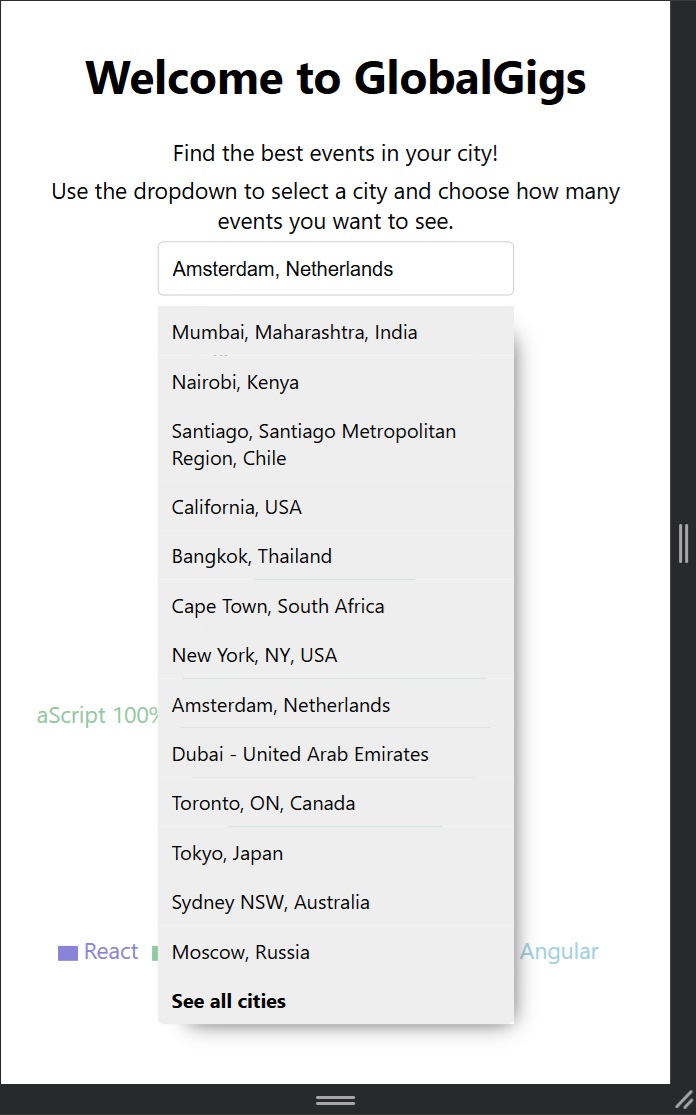 Welcome to GlobalGigs
Find the best events in your city!
Use the dropdown to select a city and choose how many
events you want to see.
Amsterdam, Netherlands
Mumbai, Maharashtra, India
Nairobi, Kenya
Santiago, Santiago Metropolitan
Region, Chile
California, USA
Bangkok, Thailand
Cape Town, South Africa
New York, NY, USA
Amsterdam, Netherlands
aScript 100%
Dubai - United Arab Emirates
Toronto, ON, Canada
Tokyo, Japan
Sydney NSW, Australia
React
Moscow, Russia
Angular
See all cities